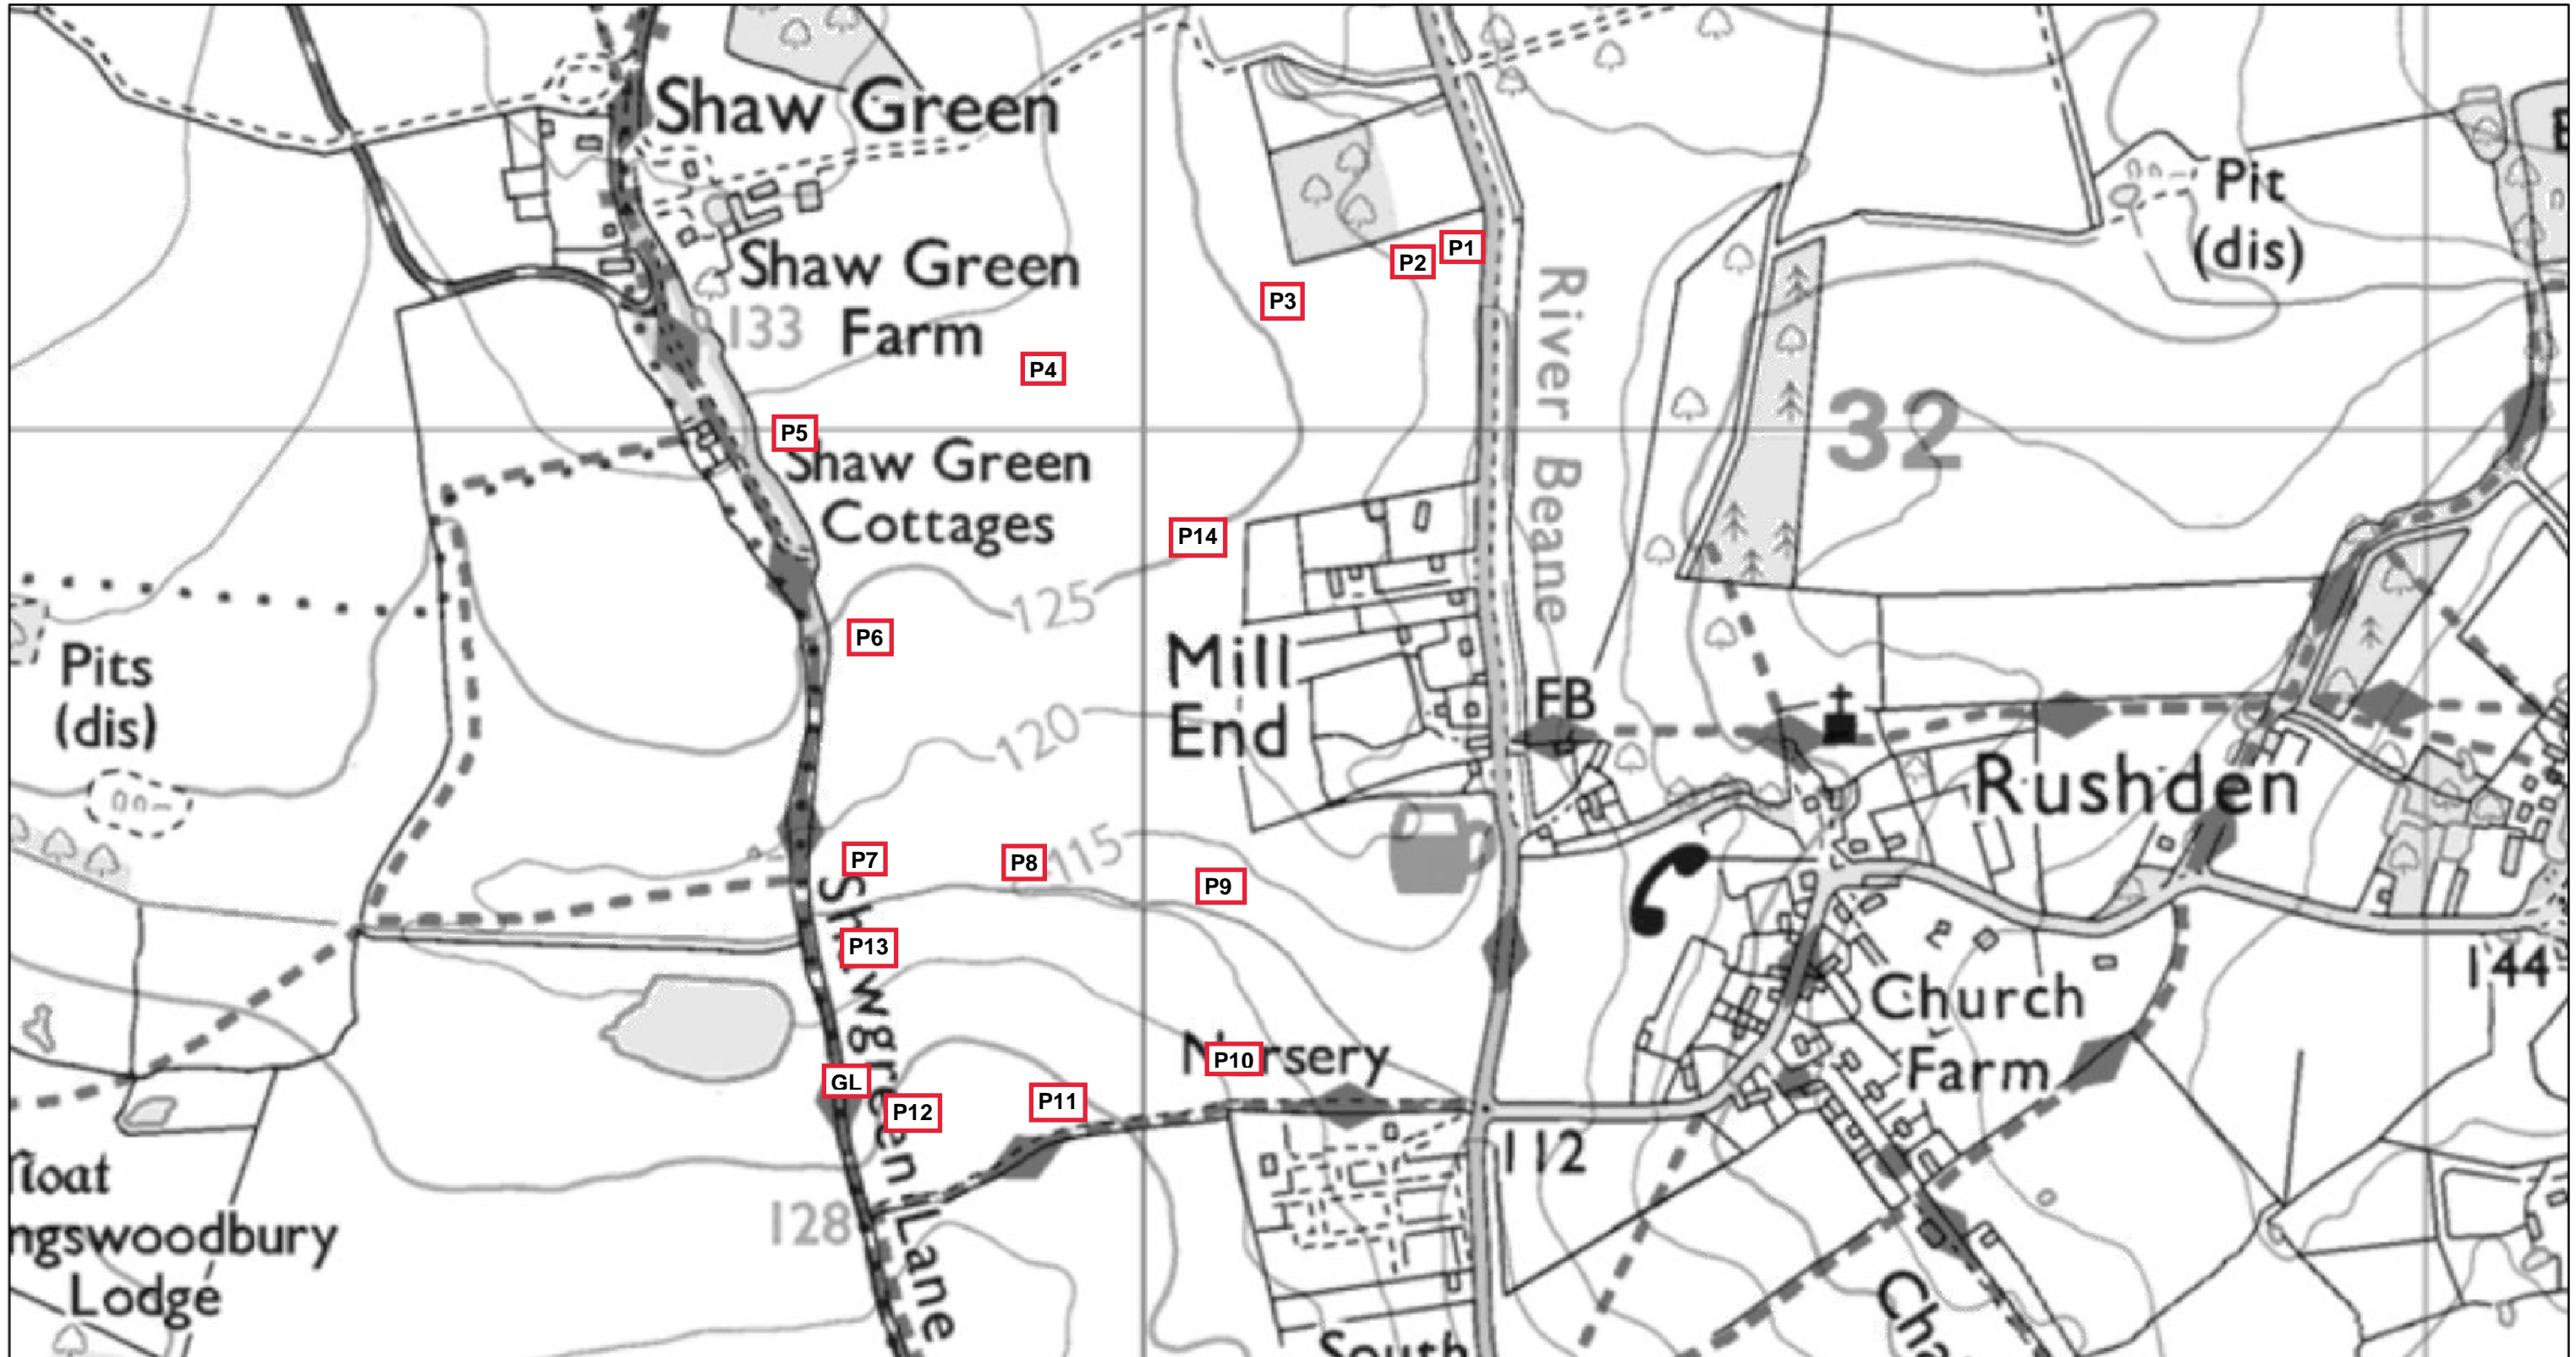 Shaw Green
Pit
(dis)
Shaw Green
Farm
133
P1
P2
P3
P4
River Beane
32
P5
Shaw Green
Cottages
P14
125
P6
Mill
End
Pits
(dis)
FB
120
Rushden
P7
P8
115
P9
P13
Shawgreen Lane
144
Church
Farm
Nursery
P10
GL
P12
P11
112
128
ngswoodbury
Lodge
South